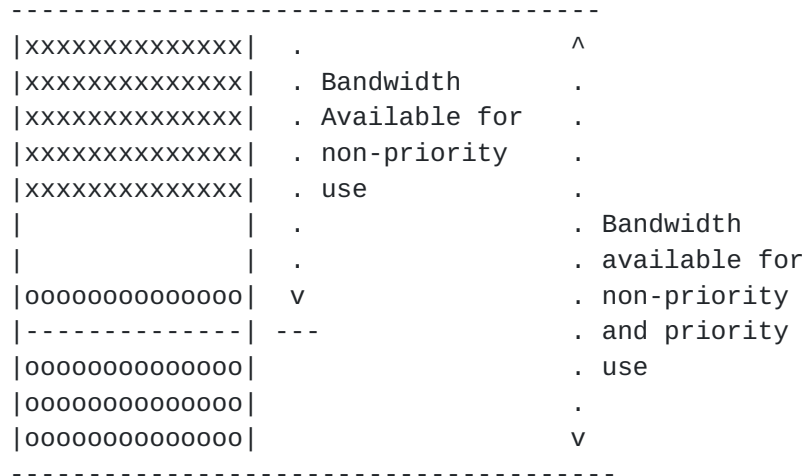 --------------------------------------
|xxxxxxxxxxxxxx|  .                 ^
|xxxxxxxxxxxxxx|  . Bandwidth       .
|xxxxxxxxxxxxxx|  . Available for   .
|xxxxxxxxxxxxxx|  . non-priority    .
|xxxxxxxxxxxxxx|  . use             .
|              |  .                 . Bandwidth
|              |  .                 . available for
|oooooooooooooo|  v                 . non-priority
|--------------| ---                . and priority
|oooooooooooooo|                    . use
|oooooooooooooo|                    .
|oooooooooooooo|                    v
---------------------------------------